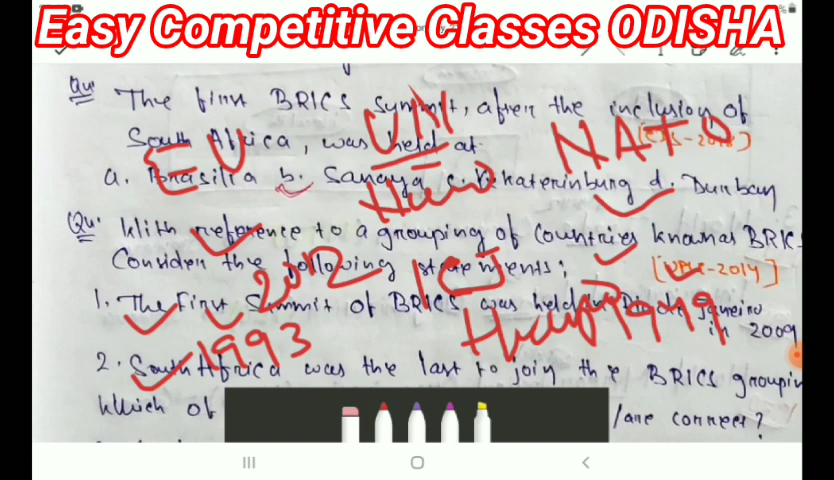 Easy Competitive Classes ODISHA
Qu: The first BRICS summit, after the inclusion of
South Africa, was held at
a. Brasilia b. Sanaya c. Yekaterinburg d. Durban
EU
UN
NATO
Qu: With reference to a grouping of countries known as BRICS
Consider the following statements: [UPSC-2014]
1. The First Summit of BRICS was held in Rio de Janeiro
in 2009
2012
1949
1993
2. South Africa was the last to join the BRICS grouping
Which of
/are correct?